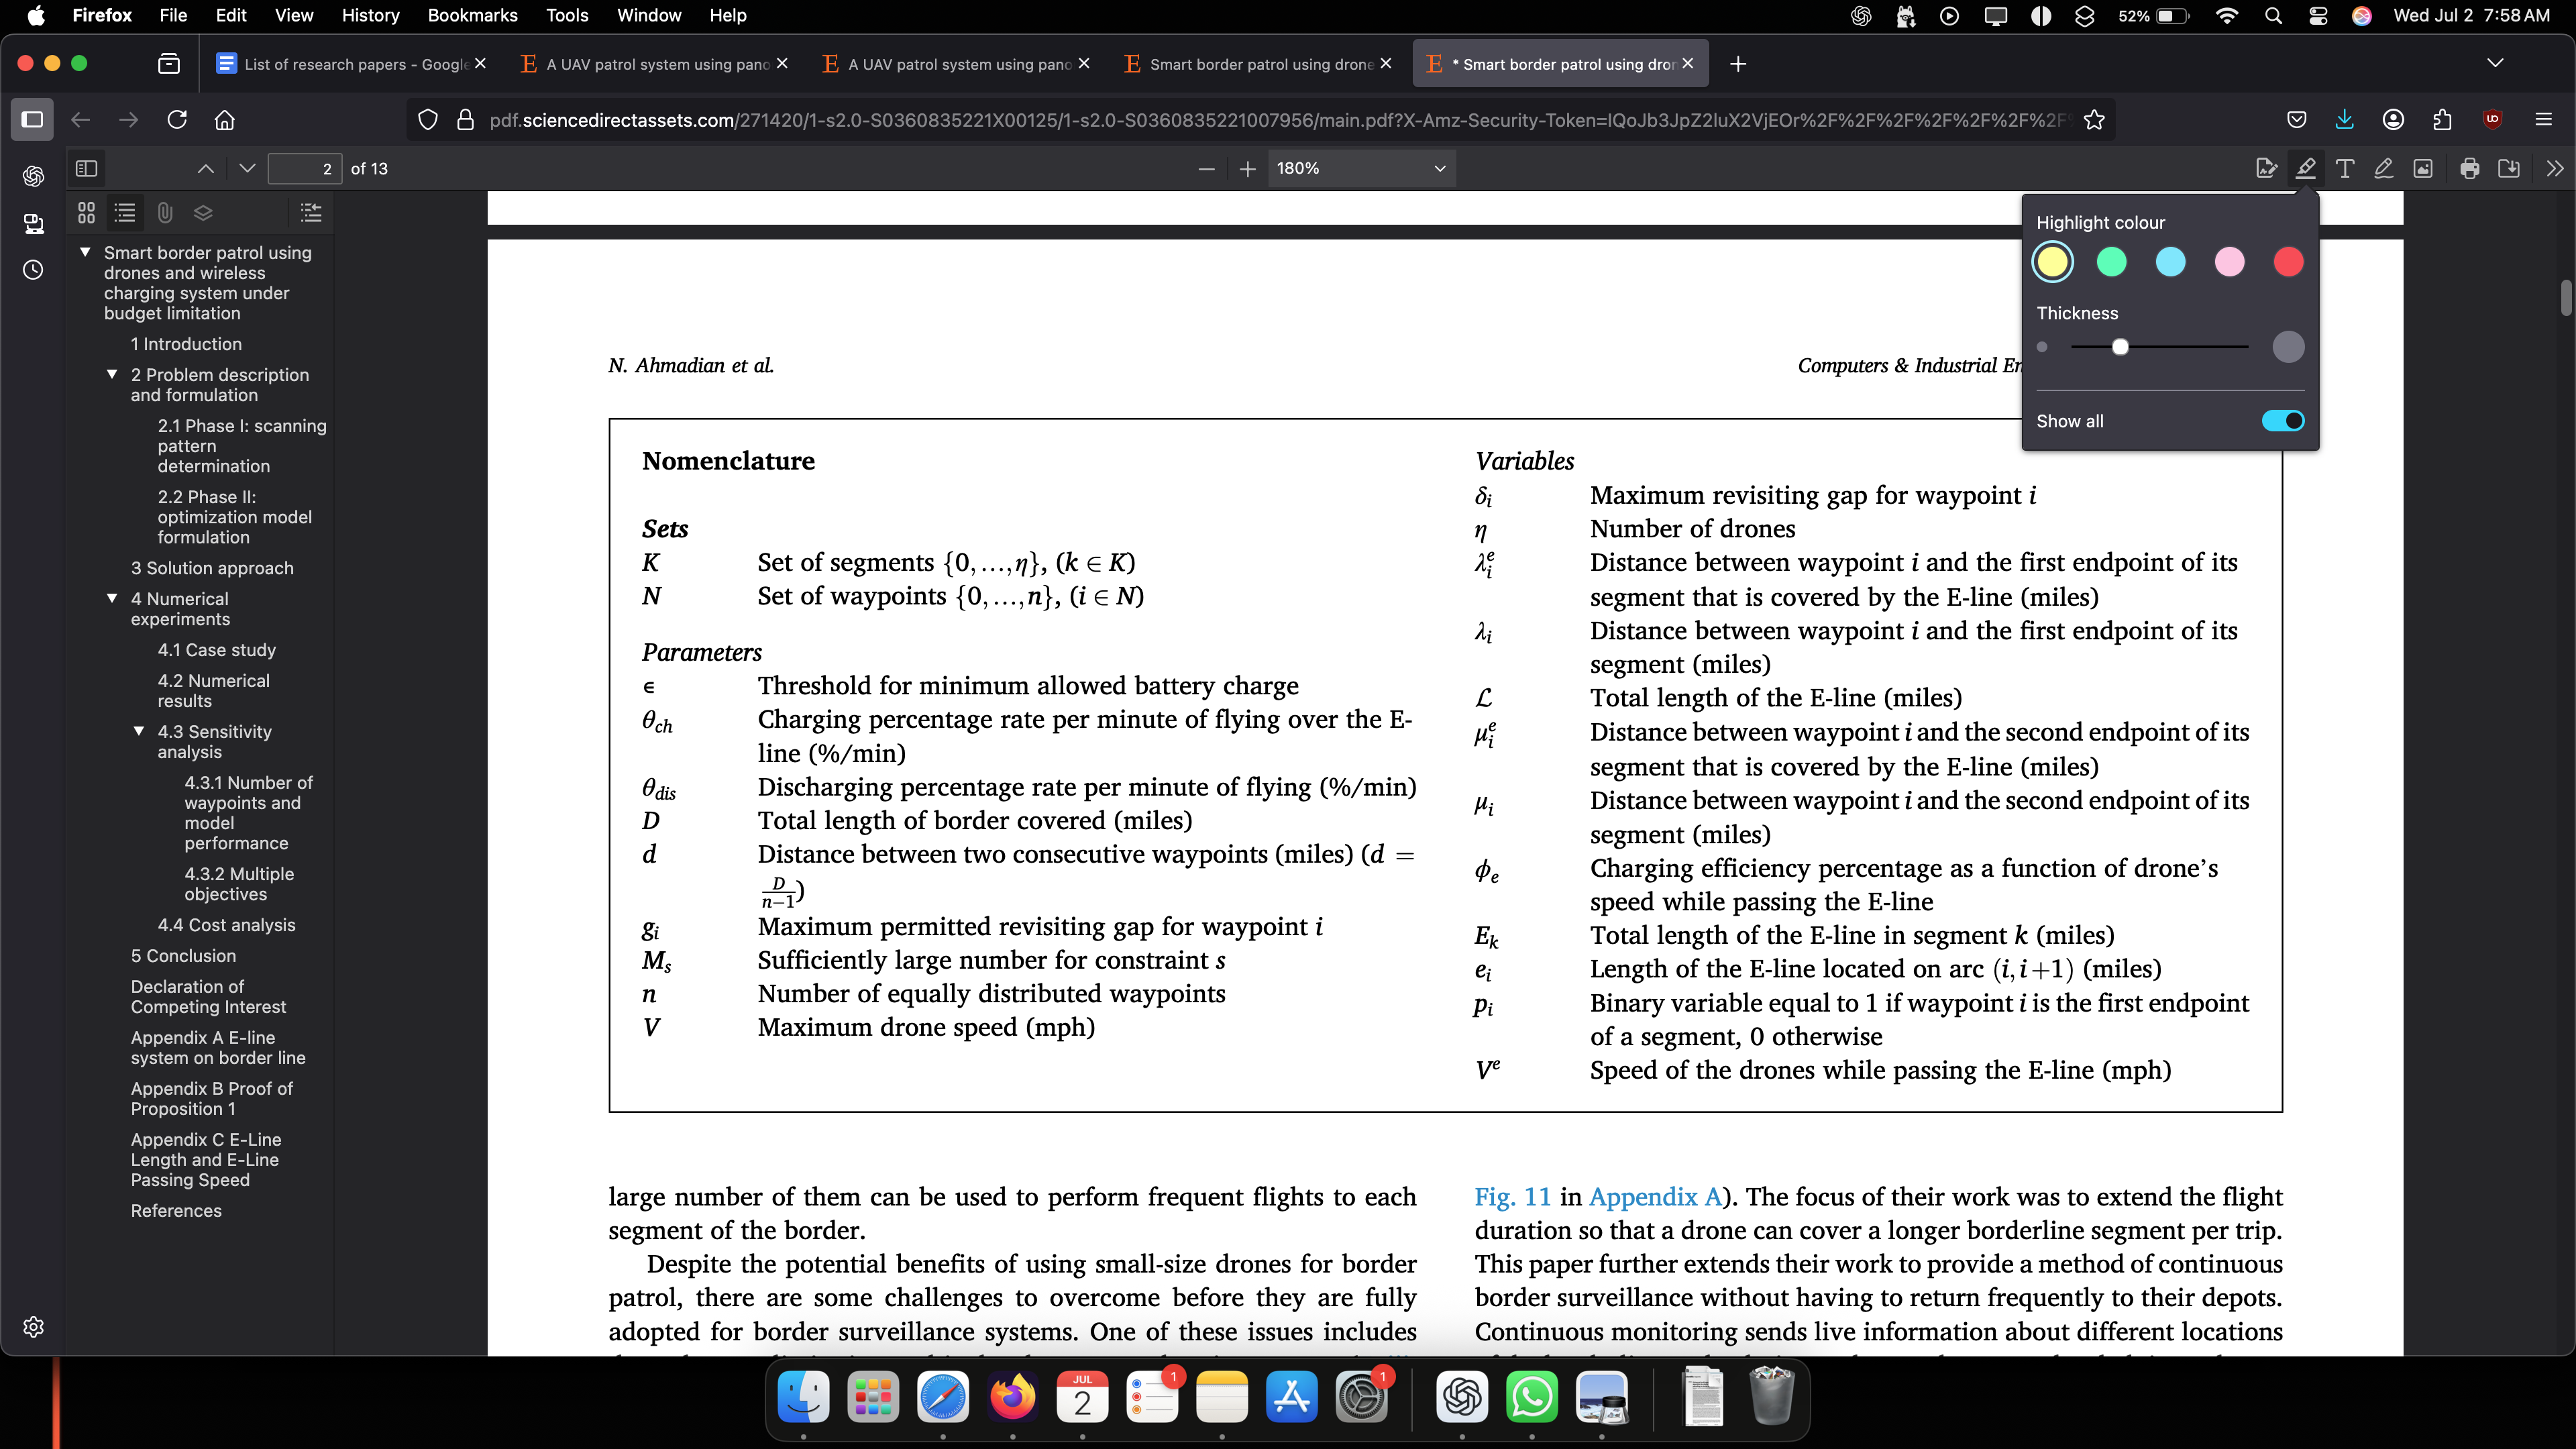 Firefox File Edit View History Bookmarks Tools Window Help 52% Wed Jul 2 7:58 AM
List of research papers - Google
A UAV patrol system using pano
A UAV patrol system using pano
Smart border patrol using drone
* Smart border patrol using dron
pdf.sciencedirectassets.com/271420/1-s2.0-S0360835221X00125/1-s2.0-S0360835221007956/main.pdf?X-Amz-Security-Token=IQoJb3JpZ2luX2VjEOr%2F%2F%2F%2F%2F%2F%2F
2 of 13
180%
Smart border patrol using
drones and wireless
charging system under
budget limitation
1 Introduction
2 Problem description
and formulation
2.1 Phase I: scanning
pattern
determination
2.2 Phase II:
optimization model
formulation
3 Solution approach
4 Numerical
experiments
4.1 Case study
4.2 Numerical
results
4.3 Sensitivity
analysis
4.3.1 Number of
waypoints and
model
performance
4.3.2 Multiple
objectives
4.4 Cost analysis
5 Conclusion
Declaration of
Competing Interest
Appendix A E-line
system on border line
Appendix B Proof of
Proposition 1
Appendix C E-Line
Length and E-Line
Passing Speed
References
Highlight colour
Thickness
Show all
N. Ahmadian et al.
Computers & Industrial En
Nomenclature
Sets
K Set of segments {0,…,η}, (k ∈ K)
N Set of waypoints {0,…,n}, (i ∈ N)
Parameters
ϵ Threshold for minimum allowed battery charge
θch Charging percentage rate per minute of flying over the E-
line (%/min)
θdis Discharging percentage rate per minute of flying (%/min)
D Total length of border covered (miles)
d Distance between two consecutive waypoints (miles) (d =
D/n−1)
gi Maximum permitted revisiting gap for waypoint i
Ms Sufficiently large number for constraint s
n Number of equally distributed waypoints
V Maximum drone speed (mph)
Variables
δi Maximum revisiting gap for waypoint i
η Number of drones
λi^e Distance between waypoint i and the first endpoint of its
segment that is covered by the E-line (miles)
λi Distance between waypoint i and the first endpoint of its
segment (miles)
ℒ Total length of the E-line (miles)
μi^e Distance between waypoint i and the second endpoint of its
segment that is covered by the E-line (miles)
μi Distance between waypoint i and the second endpoint of its
segment (miles)
ϕe Charging efficiency percentage as a function of drone's
speed while passing the E-line
Ek Total length of the E-line in segment k (miles)
ei Length of the E-line located on arc (i, i+1) (miles)
pi Binary variable equal to 1 if waypoint i is the first endpoint
of a segment, 0 otherwise
V^e Speed of the drones while passing the E-line (mph)
large number of them can be used to perform frequent flights to each
segment of the border.
Despite the potential benefits of using small-size drones for border
patrol, there are some challenges to overcome before they are fully
adopted for border surveillance systems. One of these issues includes
Fig. 11 in Appendix A). The focus of their work was to extend the flight
duration so that a drone can cover a longer borderline segment per trip.
This paper further extends their work to provide a method of continuous
border surveillance without having to return frequently to their depots.
Continuous monitoring sends live information about different locations
JUL
2
1
1